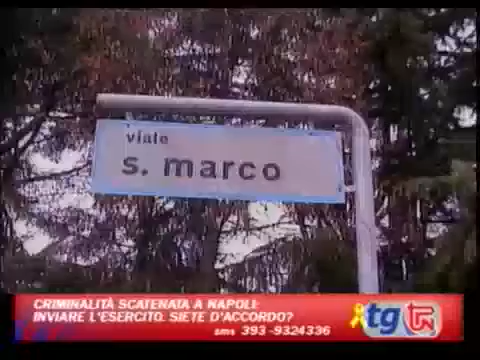 viale
s. marco
CRIMINALITÀ SCATENATA A NAPOLI:
INVIARE L'ESERCITO. SIETE D'ACCORDO?
sms 393-9324336
tg